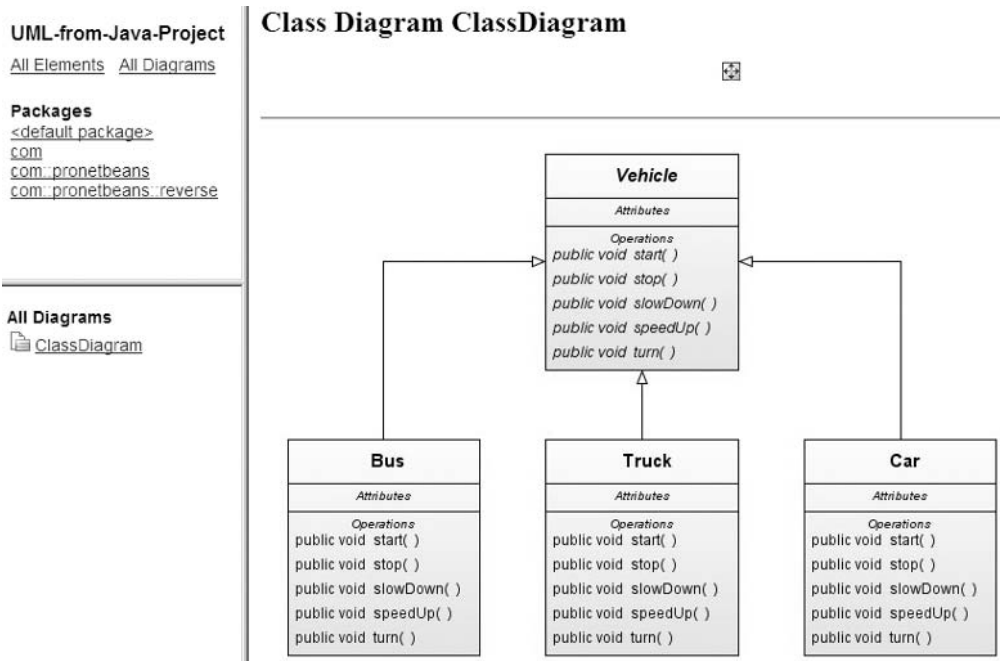 UML-from-Java-Project
All Elements All Diagrams
Packages
<default package>
com
com::pronetbeans
com::pronetbeans::reverse
All Diagrams
ClassDiagram
Class Diagram ClassDiagram
Vehicle
Attributes
Operations
public void start( )
public void stop( )
public void slowDown( )
public void speedUp( )
public void turn( )
Bus
Attributes
Operations
public void start( )
public void stop( )
public void slowDown( )
public void speedUp( )
public void turn( )
Truck
Attributes
Operations
public void start( )
public void stop( )
public void slowDown( )
public void speedUp( )
public void turn( )
Car
Attributes
Operations
public void start( )
public void stop( )
public void slowDown( )
public void speedUp( )
public void turn( )